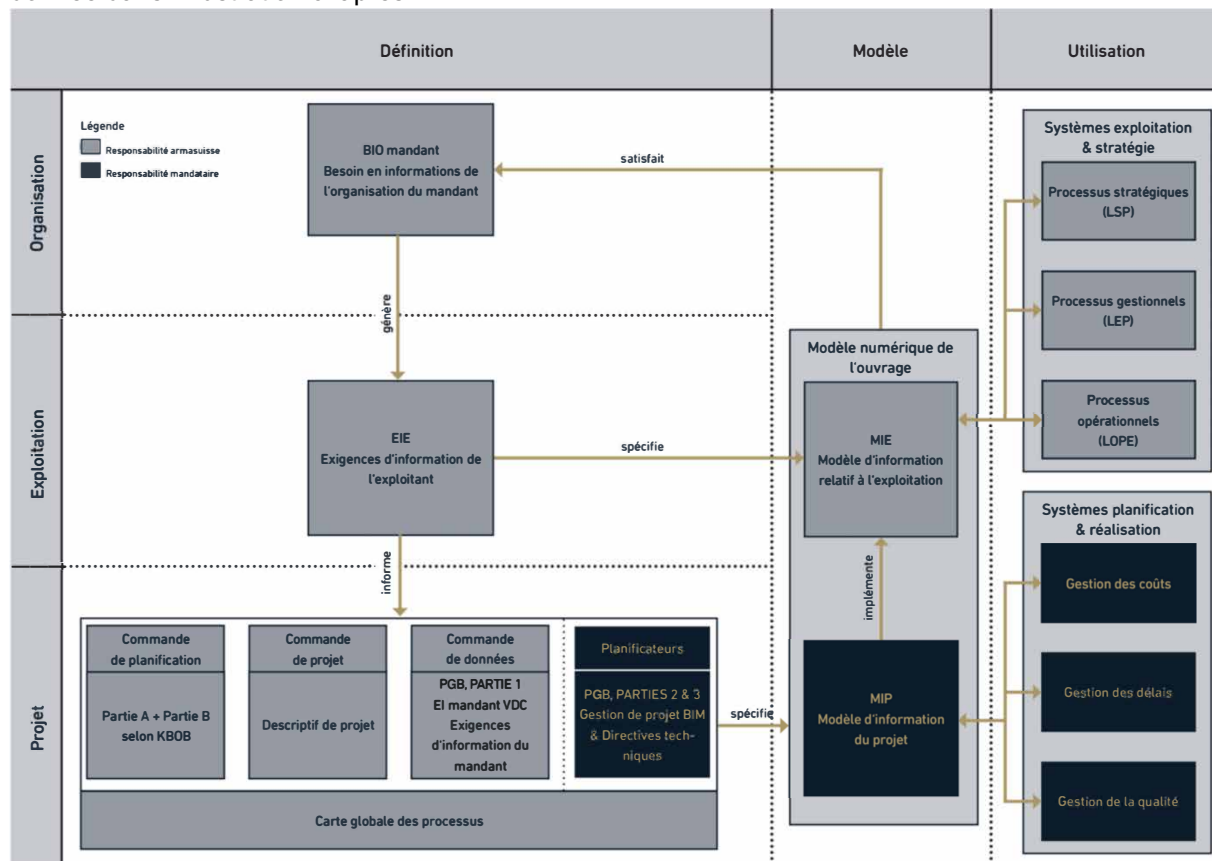 Définition
Modèle
Utilisation
Organisation
Légende
Responsabilité armasuisse
Responsabilité mandataire
BIO mandant
Besoin en informations de
l'organisation du mandant
satisfait
Systèmes exploitation
& stratégie
Processus stratégiques
(LSP)
Processus gestionnels
(LEP)
Processus
opérationnels
(LOPE)
génère
Exploitation
EIE
Exigences d'information de
l'exploitant
spécifie
Modèle numérique de
l'ouvrage
MIE
Modèle d'information
relatif à l'exploitation
informe
implémente
Projet
Commande
de planification
Partie A + Partie B
selon KBOB
Commande
de projet
Descriptif de projet
Commande
de données
PGB, PARTIE 1
EI mandant VDC
Exigences
d'information du
mandant
Planificateurs
PGB, PARTIES 2 & 3
Gestion de projet BIM
& Directives tech-
niques
spécifie
Carte globale des processus
MIP
Modèle d'information
du projet
Systèmes planification
& réalisation
Gestion des coûts
Gestion des délais
Gestion de la qualité